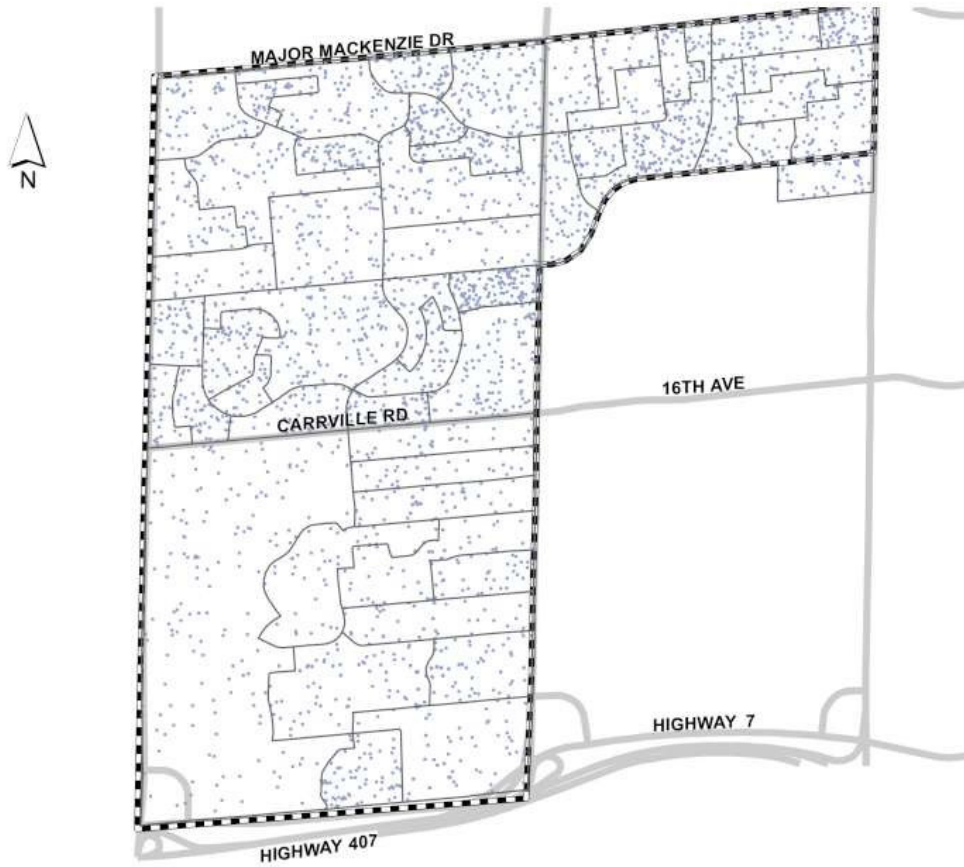 MAJOR MACKENZIE DR
N
16TH AVE
CARRVILLE RD
HIGHWAY 7
HIGHWAY 407